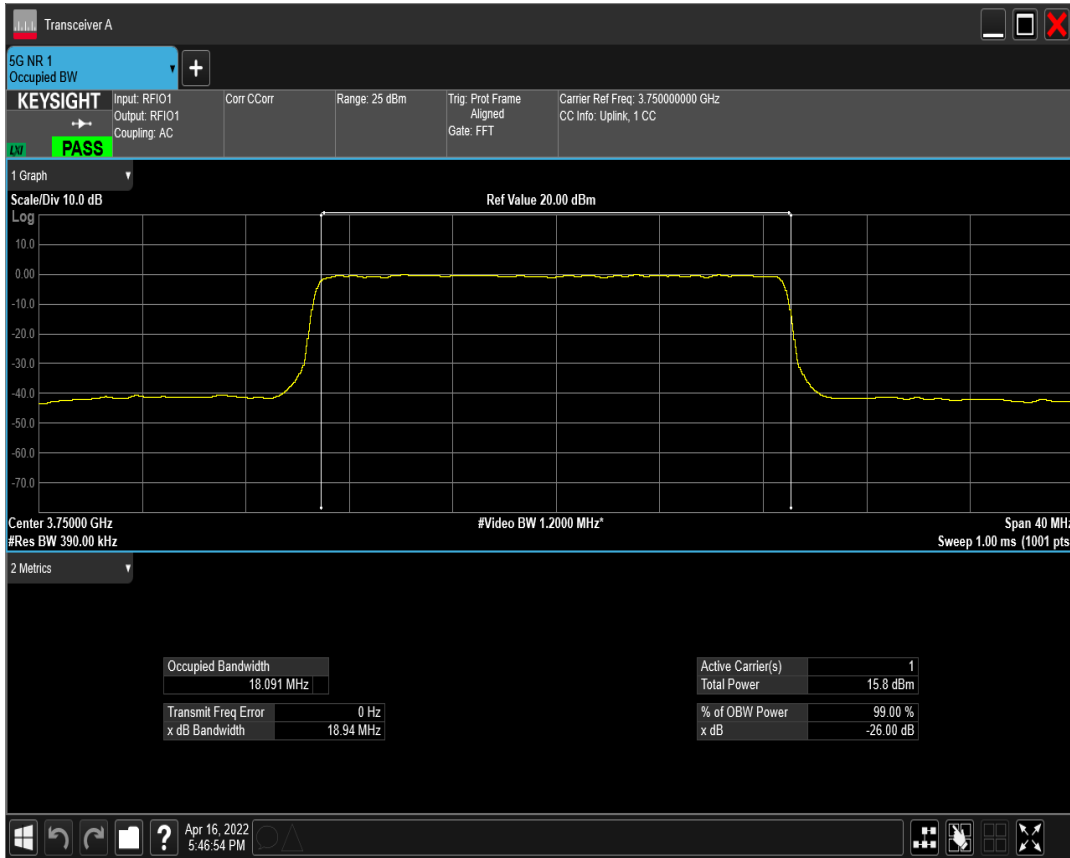 Transceiver A
5G NR 1
Occupied BW
KEYSIGHT
LXI
PASS
Input: RFIO1
Output: RFIO1
Coupling: AC
Corr CCorr
Range: 25 dBm
Trig: Prot Frame
Aligned
Gate: FFT
Carrier Ref Freq: 3.750000000 GHz
CC Info: Uplink, 1 CC
1 Graph
Scale/Div 10.0 dB
Ref Value 20.00 dBm
Log
10.0
0.00
-10.0
-20.0
-30.0
-40.0
-50.0
-60.0
-70.0
Center 3.75000 GHz
#Video BW 1.2000 MHz*
Span 40 MHz
#Res BW 390.00 kHz
Sweep 1.00 ms (1001 pts
2 Metrics
Occupied Bandwidth
18.091 MHz
Transmit Freq Error 0 Hz
x dB Bandwidth 18.94 MHz
Active Carrier(s) 1
Total Power 15.8 dBm
% of OBW Power 99.00 %
x dB -26.00 dB
?
Apr 16, 2022
5:46:54 PM